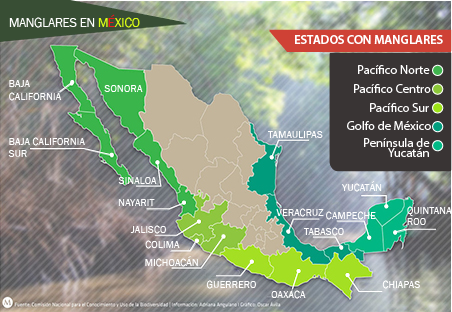 MANGLARES EN MÉXICO
ESTADOS CON MANGLARES
Pacífico Norte
Pacífico Centro
Pacífico Sur
Golfo de México
Península de
Yucatán
BAJA
CALIFORNIA
SONORA
BAJA CALIFORNIA
SUR
TAMAULIPAS
SINALOA
NAYARIT
YUCATÁN
VERACRUZ
CAMPECHE
QUINTANA
ROO
JALISCO
TABASCO
COLIMA
MICHOACÁN
GUERRERO
OAXACA
CHIAPAS
M
Fuente: Comisión Nacional para el Conocimiento y Uso de la Biodiversidad | Información: Adriana Anguiano | Gráfico: Oscar Ávila